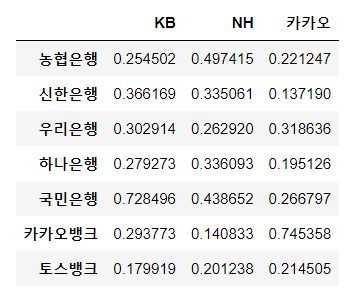 KB NH 카카오
농협은행 0.254502 0.497415 0.221247
신한은행 0.366169 0.335061 0.137190
우리은행 0.302914 0.262920 0.318636
하나은행 0.279273 0.336093 0.195126
국민은행 0.728496 0.438652 0.266797
카카오뱅크 0.293773 0.140833 0.745358
토스뱅크 0.179919 0.201238 0.214505